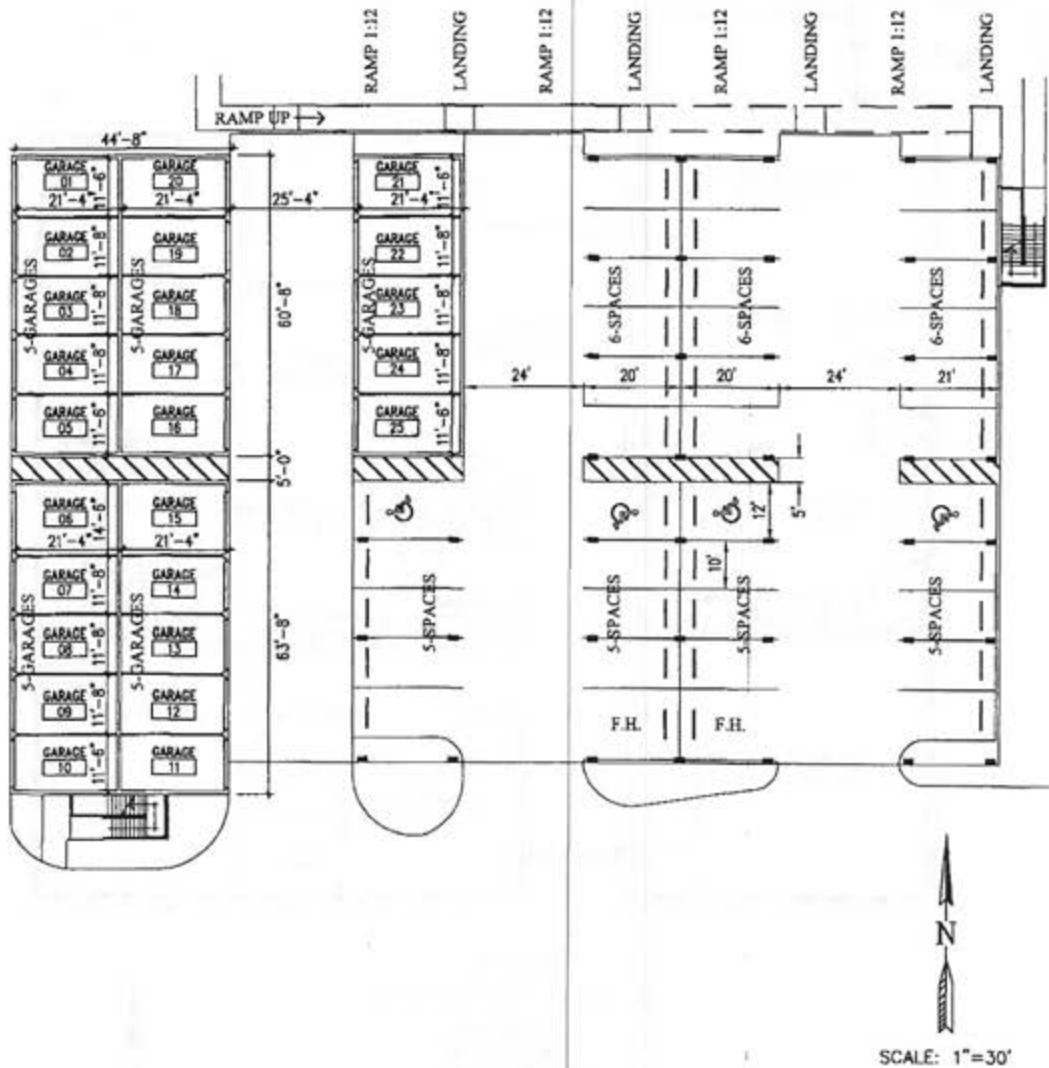 RAMP 1:12
LANDING
RAMP 1:12
LANDING
RAMP 1:12
LANDING
RAMP 1:12
LANDING
RAMP UP
44'-8"
GARAGE
01
21'-4"
11'-6"
GARAGE
20
21'-4"
25'-4"
GARAGE
21
21'-4"
11'-6"
GARAGE
02
11'-8"
GARAGE
19
GARAGE
22
11'-8"
5-GARAGES
5-GARAGES
5-GARAGES
GARAGE
03
11'-8"
GARAGE
18
60'-8"
GARAGE
23
11'-8"
6-SPACES
6-SPACES
6-SPACES
GARAGE
04
11'-8"
GARAGE
17
GARAGE
24
11'-8"
24'
20'
20'
24'
21'
GARAGE
05
11'-6"
GARAGE
16
GARAGE
25
11'-6"
5'-0"
5'
GARAGE
06
21'-4"
14'-6"
GARAGE
15
21'-4"
12'
10'
GARAGE
07
11'-8"
GARAGE
14
5-GARAGES
5-GARAGES
63'-8"
5-SPACES
5-SPACES
5-SPACES
5-SPACES
GARAGE
08
11'-8"
GARAGE
13
GARAGE
09
11'-8"
GARAGE
12
F.H.
F.H.
GARAGE
10
11'-6"
GARAGE
11
N
SCALE: 1"=30'